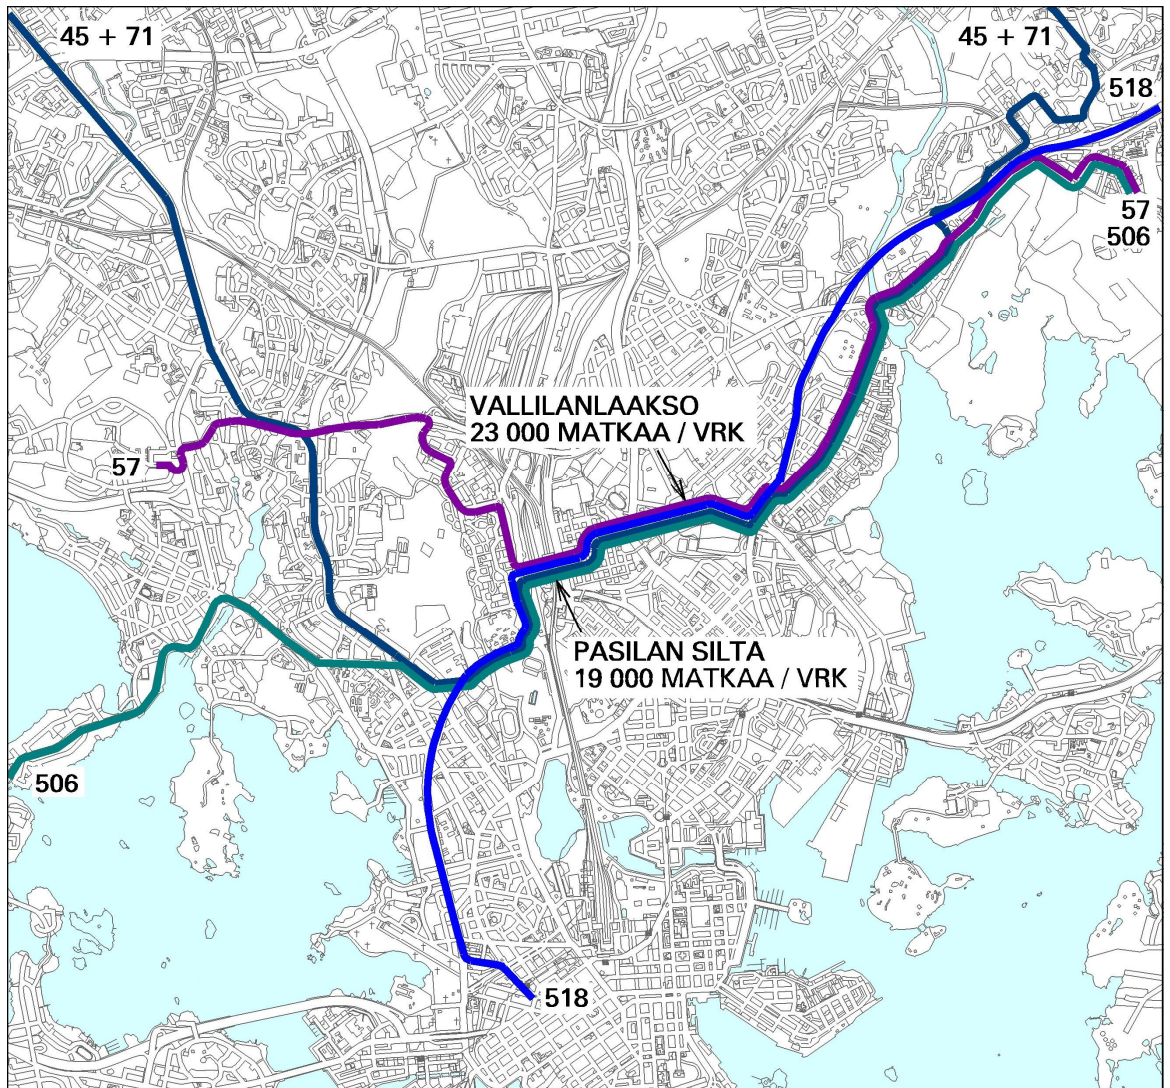 45 + 71
45 + 71
518
57
506
VALLILANLAAKSO
23 000 MATKAA / VRK
57
PASILAN SILTA
19 000 MATKAA / VRK
506
518